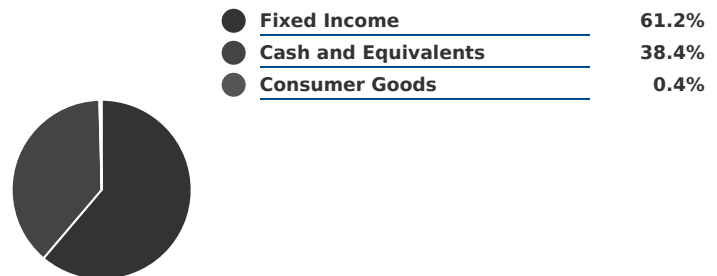 Fixed Income 61.2%
Cash and Equivalents 38.4%
Consumer Goods 0.4%